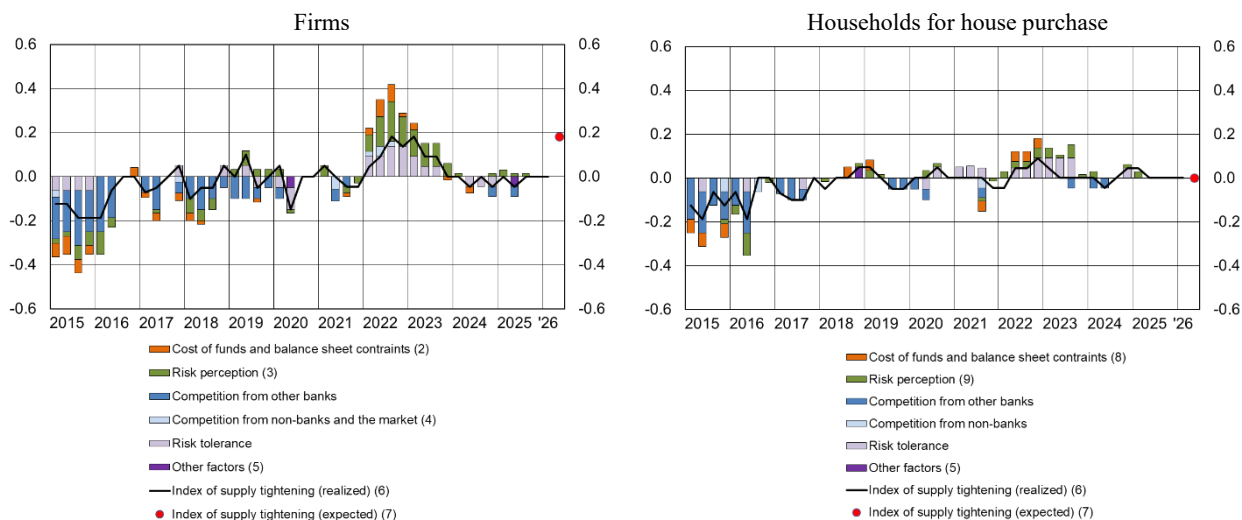 Firms
0.6 0.6
0.4 0.4
0.2 0.2
0.0 0.0
-0.2 -0.2
-0.4 -0.4
-0.6 -0.6
2015 2016 2017 2018 2019 2020 2021 2022 2023 2024 2025 '26
Cost of funds and balance sheet contraints (2)
Risk perception (3)
Competition from other banks
Competition from non-banks and the market (4)
Risk tolerance
Other factors (5)
Index of supply tightening (realized) (6)
Index of supply tightening (expected) (7)
Households for house purchase
0.6 0.6
0.4 0.4
0.2 0.2
0.0 0.0
-0.2 -0.2
-0.4 -0.4
-0.6 -0.6
2015 2016 2017 2018 2019 2020 2021 2022 2023 2024 2025 '26
Cost of funds and balance sheet contraints (8)
Risk perception (9)
Competition from other banks
Competition from non-banks
Risk tolerance
Other factors (5)
Index of supply tightening (realized) (6)
Index of supply tightening (expected) (7)